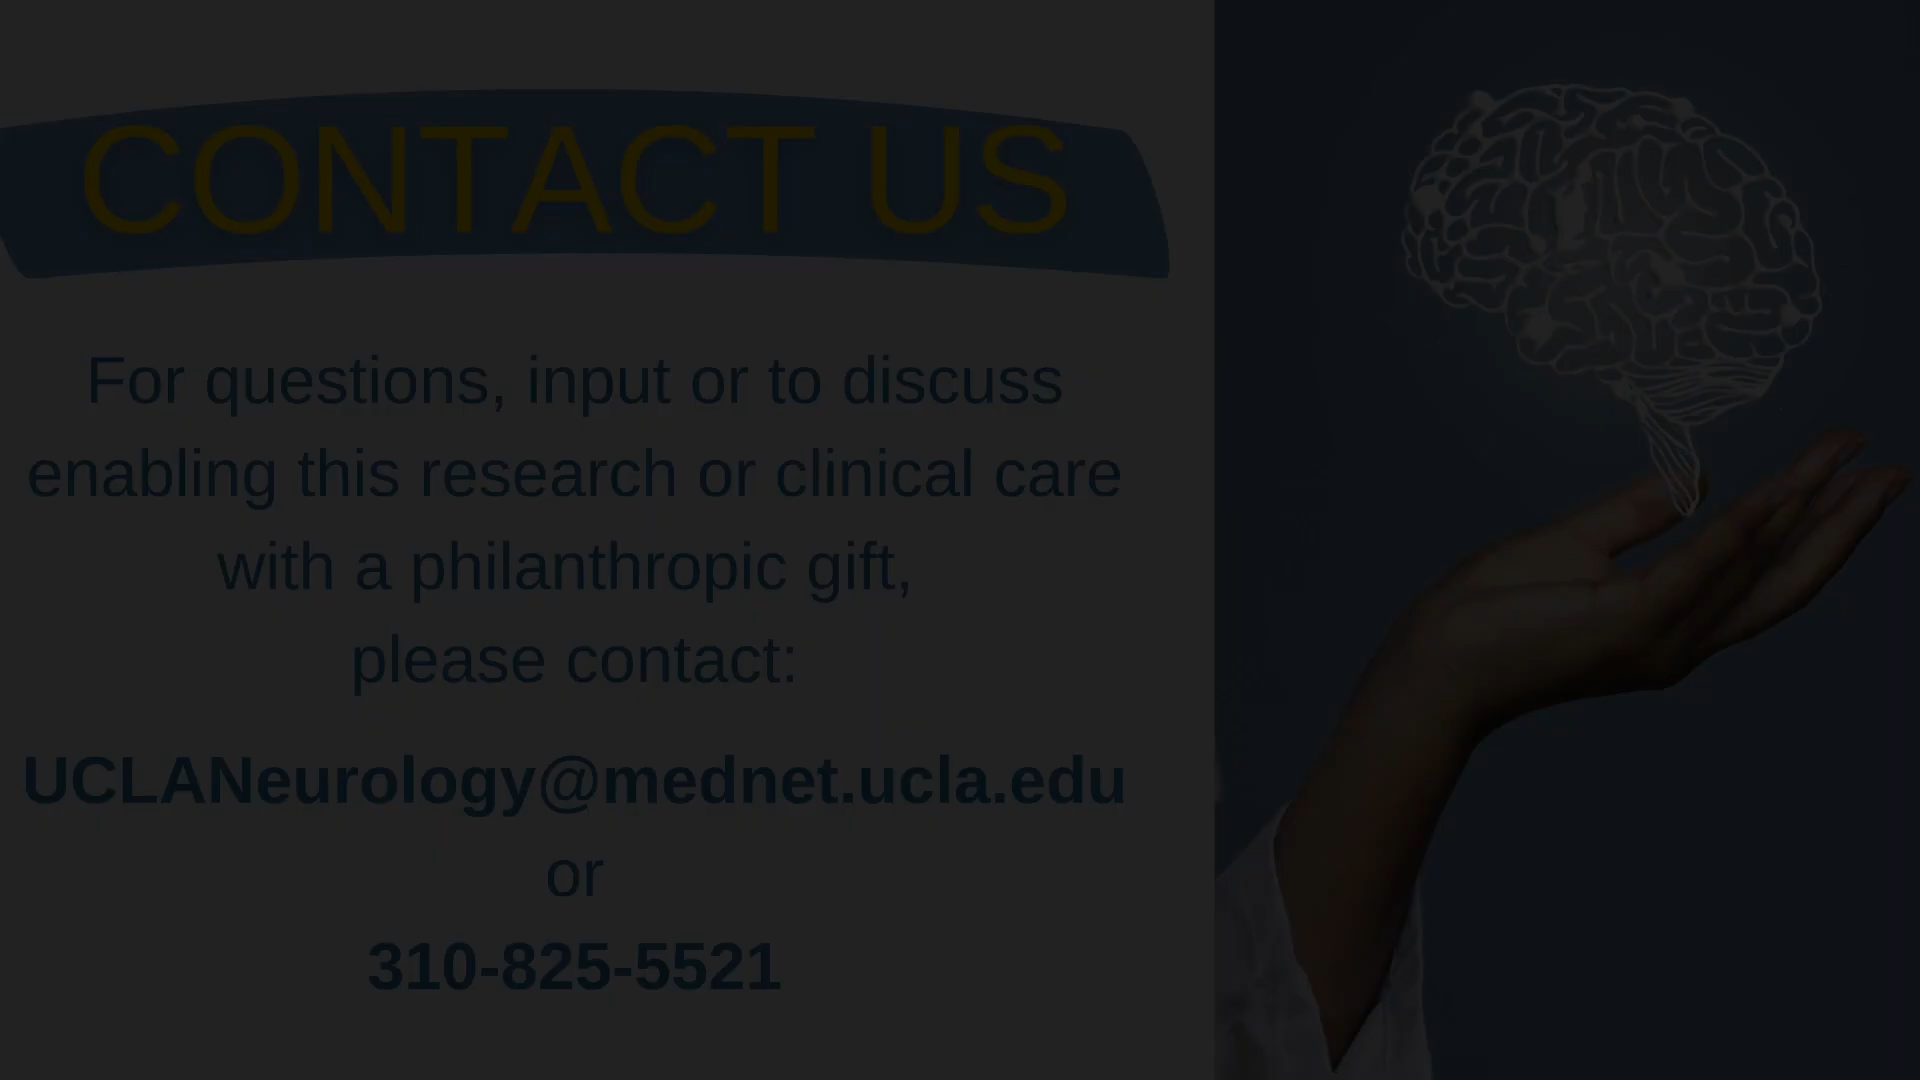 CONTACT US
For questions, input or to discuss
enabling this research or clinical care
with a philanthropic gift,
please contact:
UCLANeurology@mednet.ucla.edu
or
310-825-5521